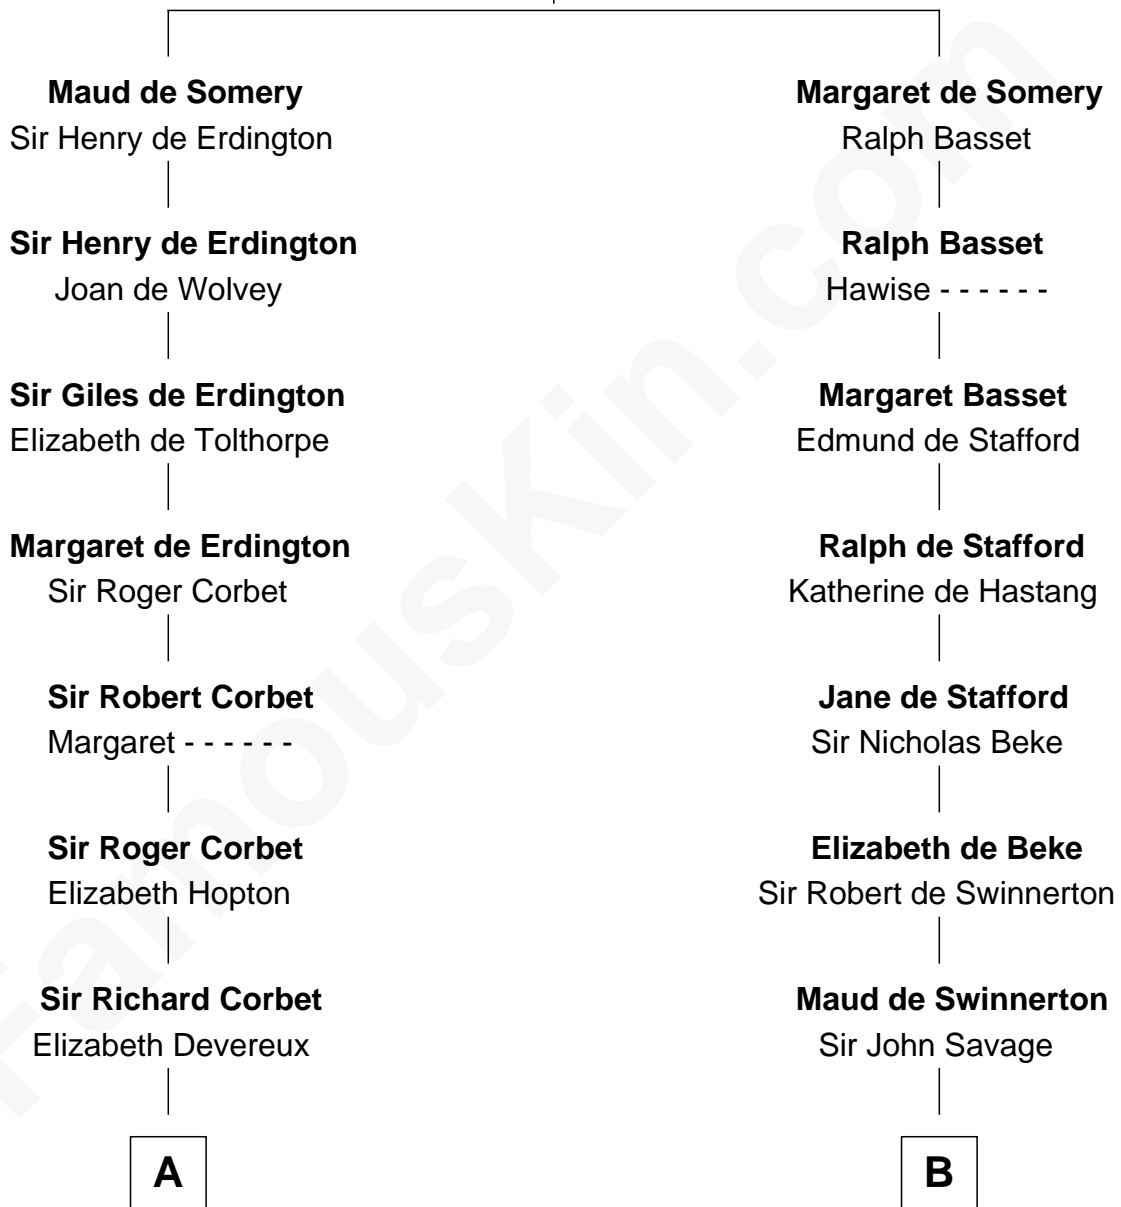 Maud de Somery
Sir Henry de Erdington
Sir Henry de Erdington
Joan de Wolvey
Sir Giles de Erdington
Elizabeth de Tolthorpe
Margaret de Erdington
Sir Roger Corbet
Sir Robert Corbet
Margaret - - - - - -
Sir Roger Corbet
Elizabeth Hopton
Sir Richard Corbet
Elizabeth Devereux
A
Margaret de Somery
Ralph Basset
Ralph Basset
Hawise - - - - - -
Margaret Basset
Edmund de Stafford
Ralph de Stafford
Katherine de Hastang
Jane de Stafford
Sir Nicholas Beke
Elizabeth de Beke
Sir Robert de Swinnerton
Maud de Swinnerton
Sir John Savage
B
FamousKin.com